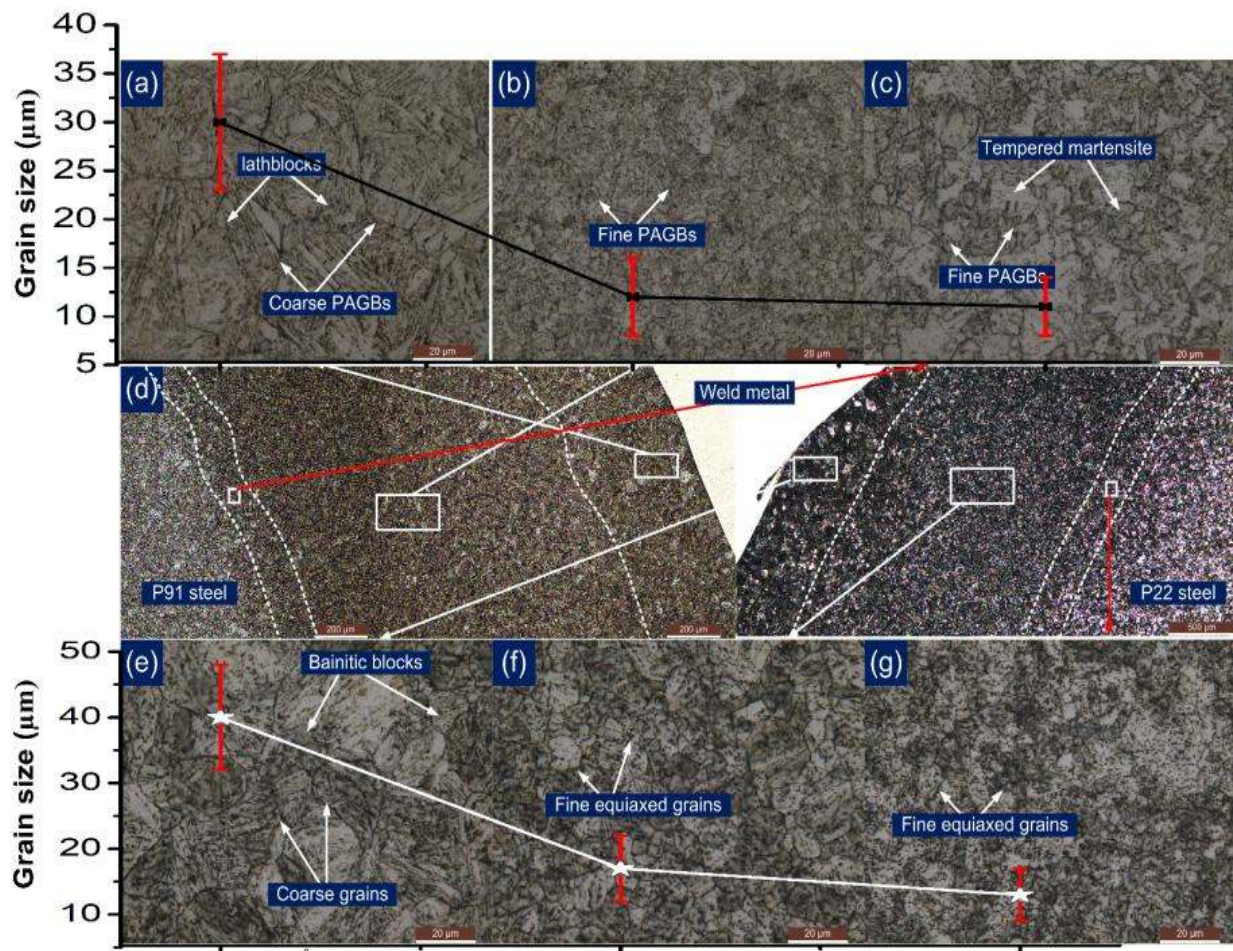 Grain size (µm)
40
35
30
25
20
15
10
5
(a)
lathblocks
Coarse PAGBs
20 µm
(b)
Fine PAGBs
20 µm
(c)
Tempered martensite
Fine PAGBs
20 µm
(d)
Weld metal
P91 steel
200 µm
200 µm
P22 steel
500 µm
Grain size (µm)
50
40
30
20
10
(e)
Bainitic blocks
Coarse grains
20 µm
(f)
Fine equiaxed grains
20 µm
(g)
Fine equiaxed grains
20 µm